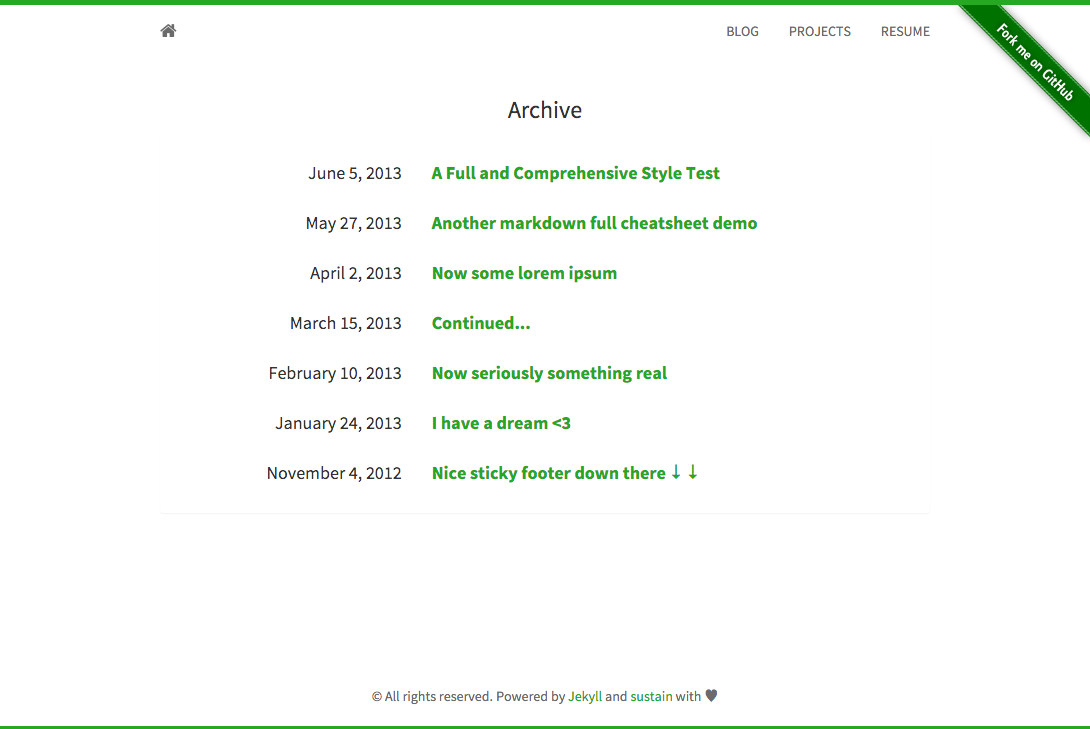 BLOG PROJECTS RESUME
Fork me on GitHub
Archive
June 5, 2013 A Full and Comprehensive Style Test
May 27, 2013 Another markdown full cheatsheet demo
April 2, 2013 Now some lorem ipsum
March 15, 2013 Continued...
February 10, 2013 Now seriously something real
January 24, 2013 I have a dream <3
November 4, 2012 Nice sticky footer down there ↓ ↓
© All rights reserved. Powered by Jekyll and sustain with ♥